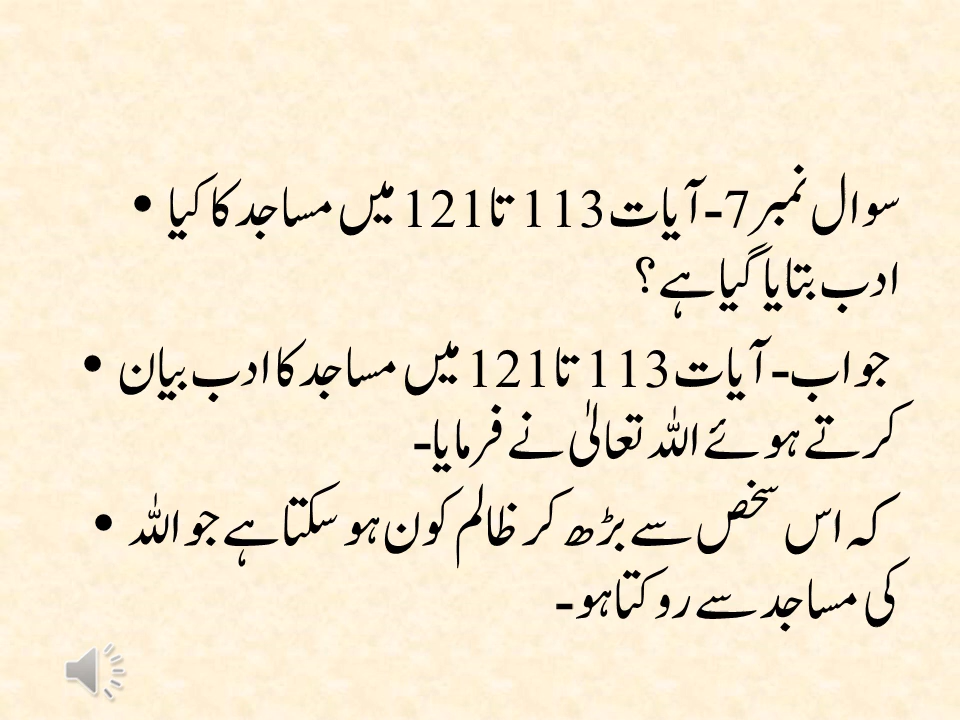 سوال نمبر 7- آیات 113 تا 121 میں مساجد کا کیا •
ادب بتایا گیا ہے ؟
جواب- آیات 113 تا 121 میں مساجد کا ادب بیان •
کرتے ہوئے اللہ تعالیٰ نے فرمایا-
کہ اس سخص سے بڑھ کر ظالم کون ہو سکتا ہے جو اللہ •
کی مساجد سے روکتا ہو-